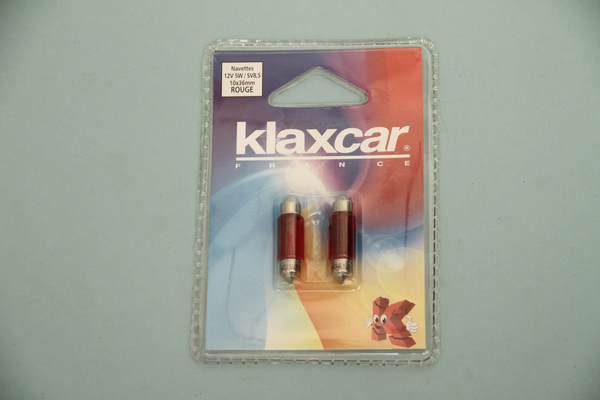 Navettes
12V 5W / SV8,5
10x36mm
ROUGE
klaxcar®
FRANCE